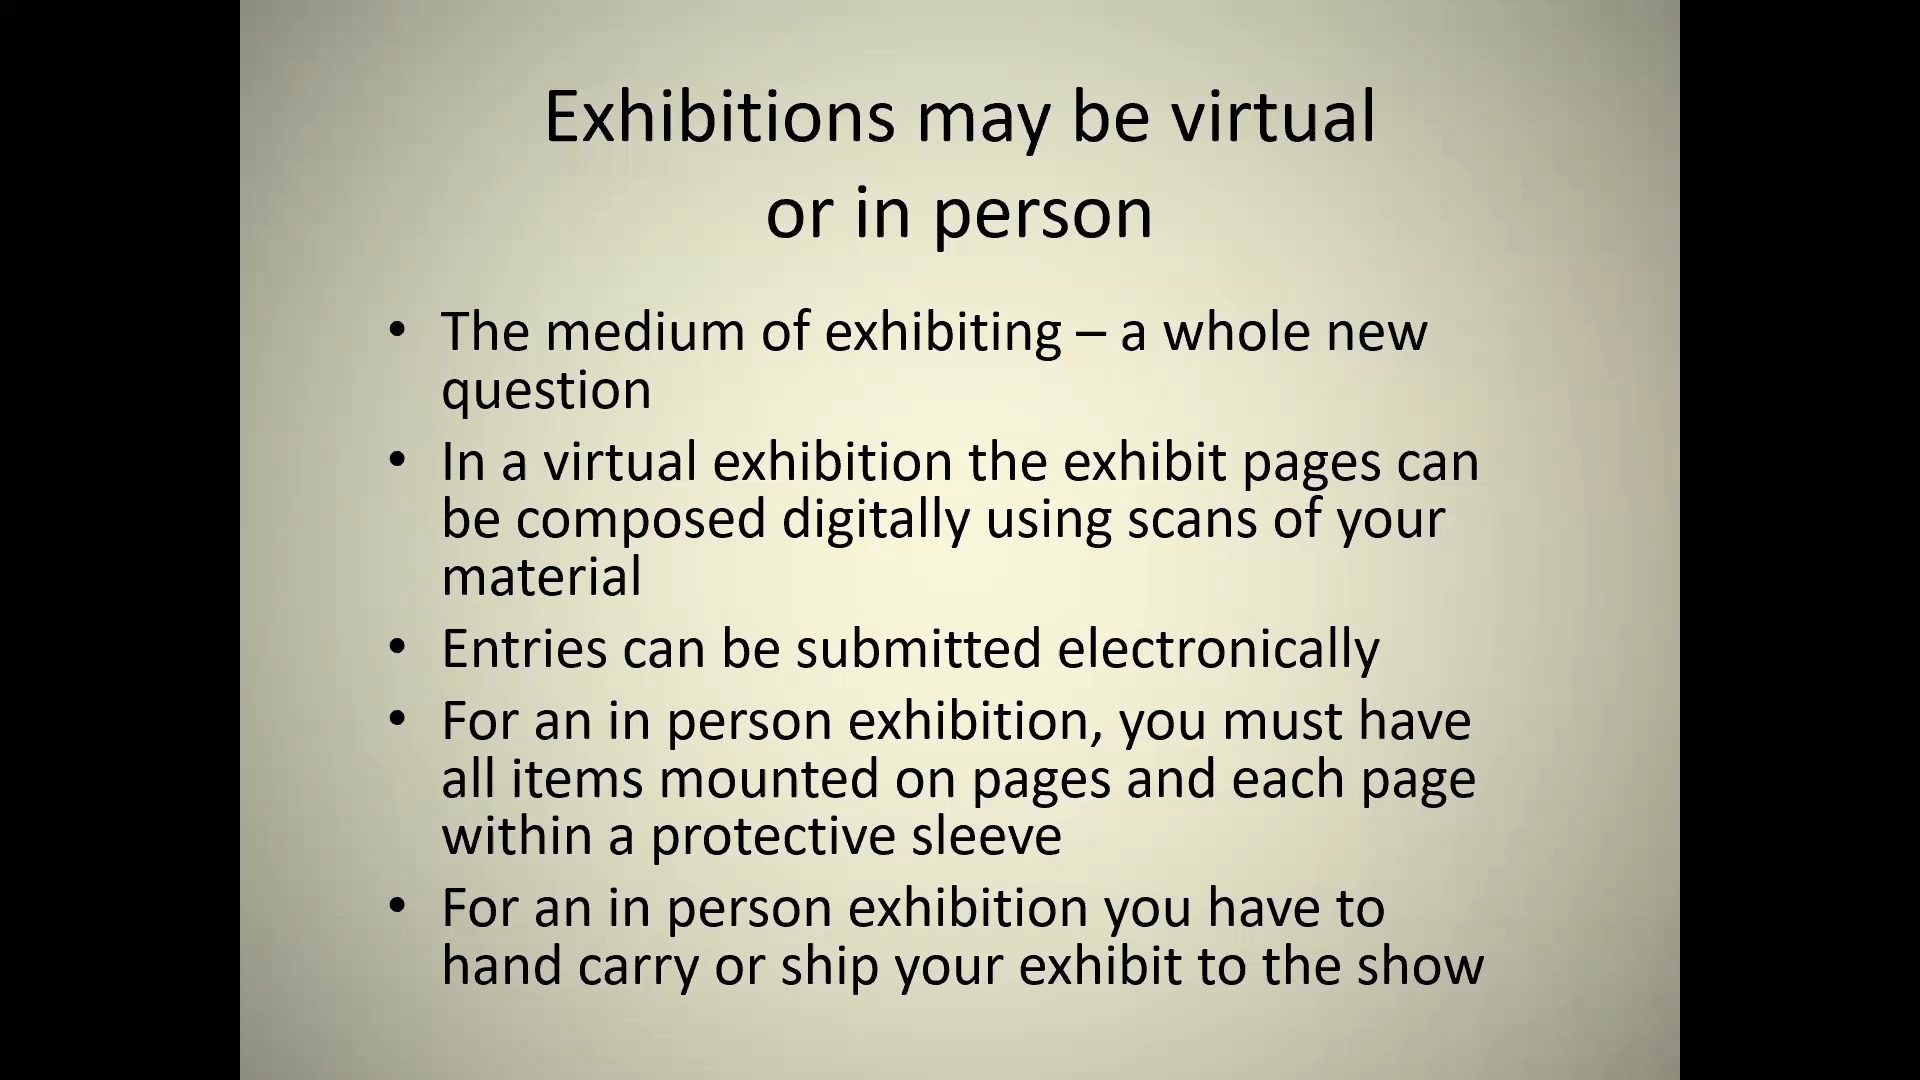 Exhibitions may be virtual
or in person
• The medium of exhibiting – a whole new
question
• In a virtual exhibition the exhibit pages can
be composed digitally using scans of your
material
• Entries can be submitted electronically
• For an in person exhibition, you must have
all items mounted on pages and each page
within a protective sleeve
• For an in person exhibition you have to
hand carry or ship your exhibit to the show